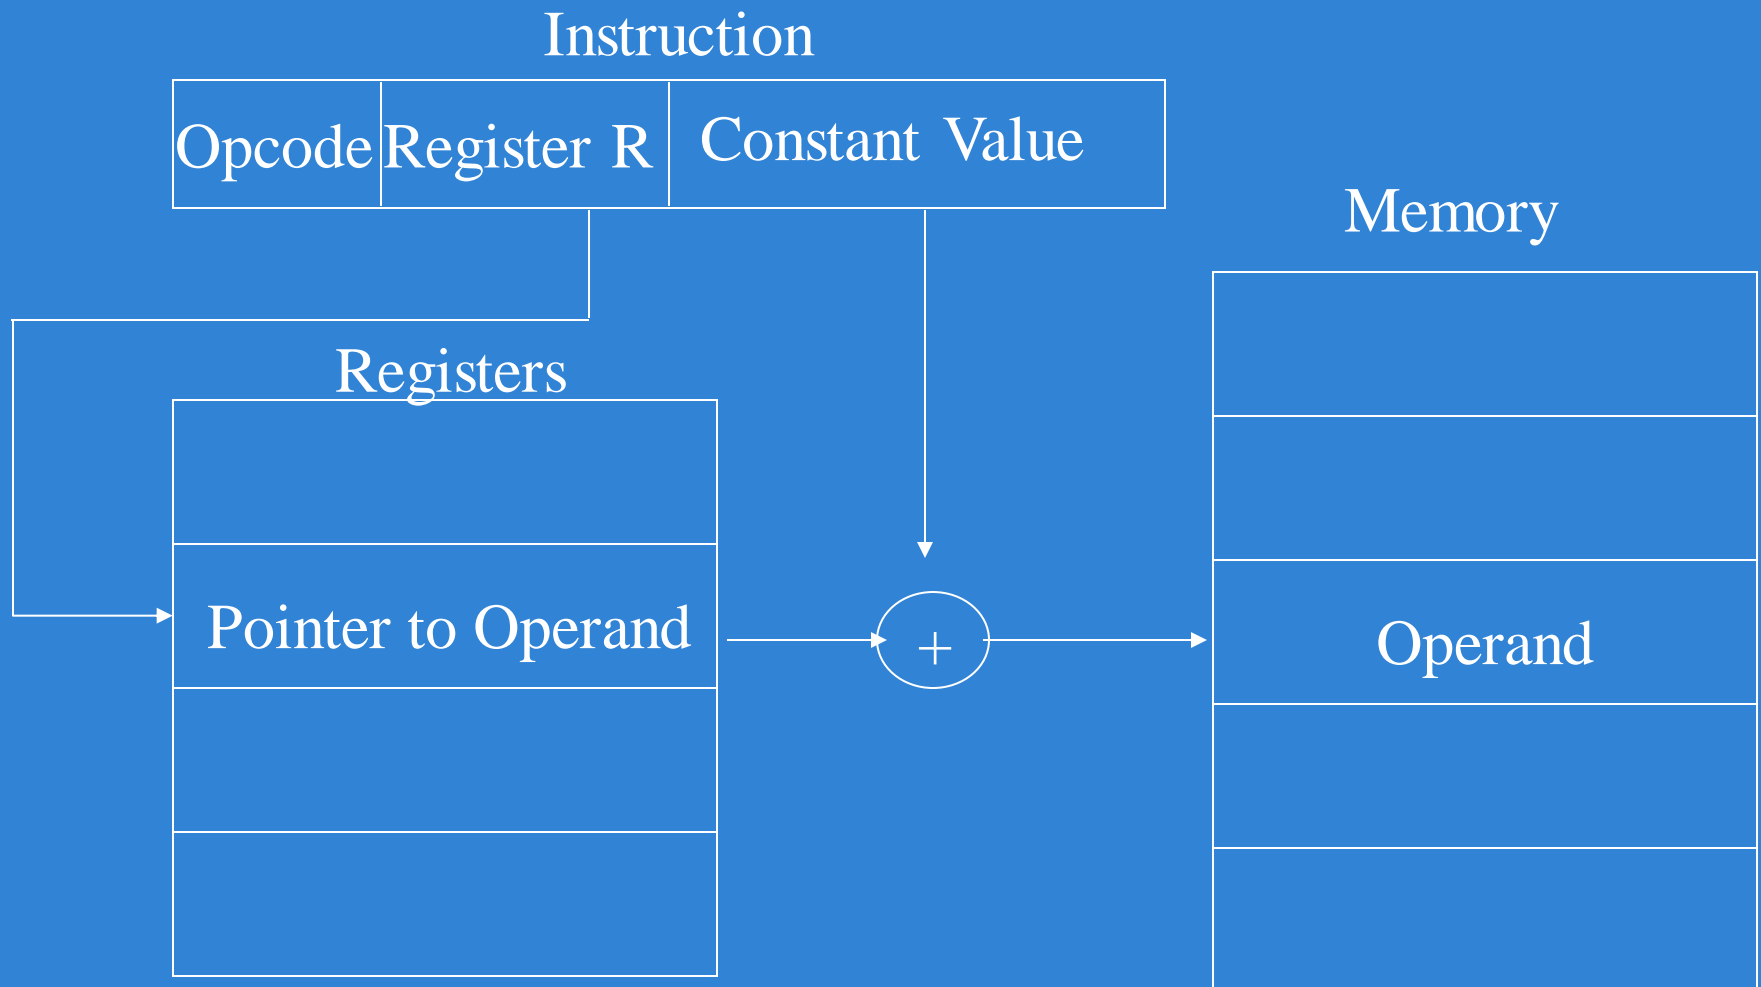 Instruction
Opcode Register R Constant Value
Memory
Registers
Pointer to Operand
+
Operand